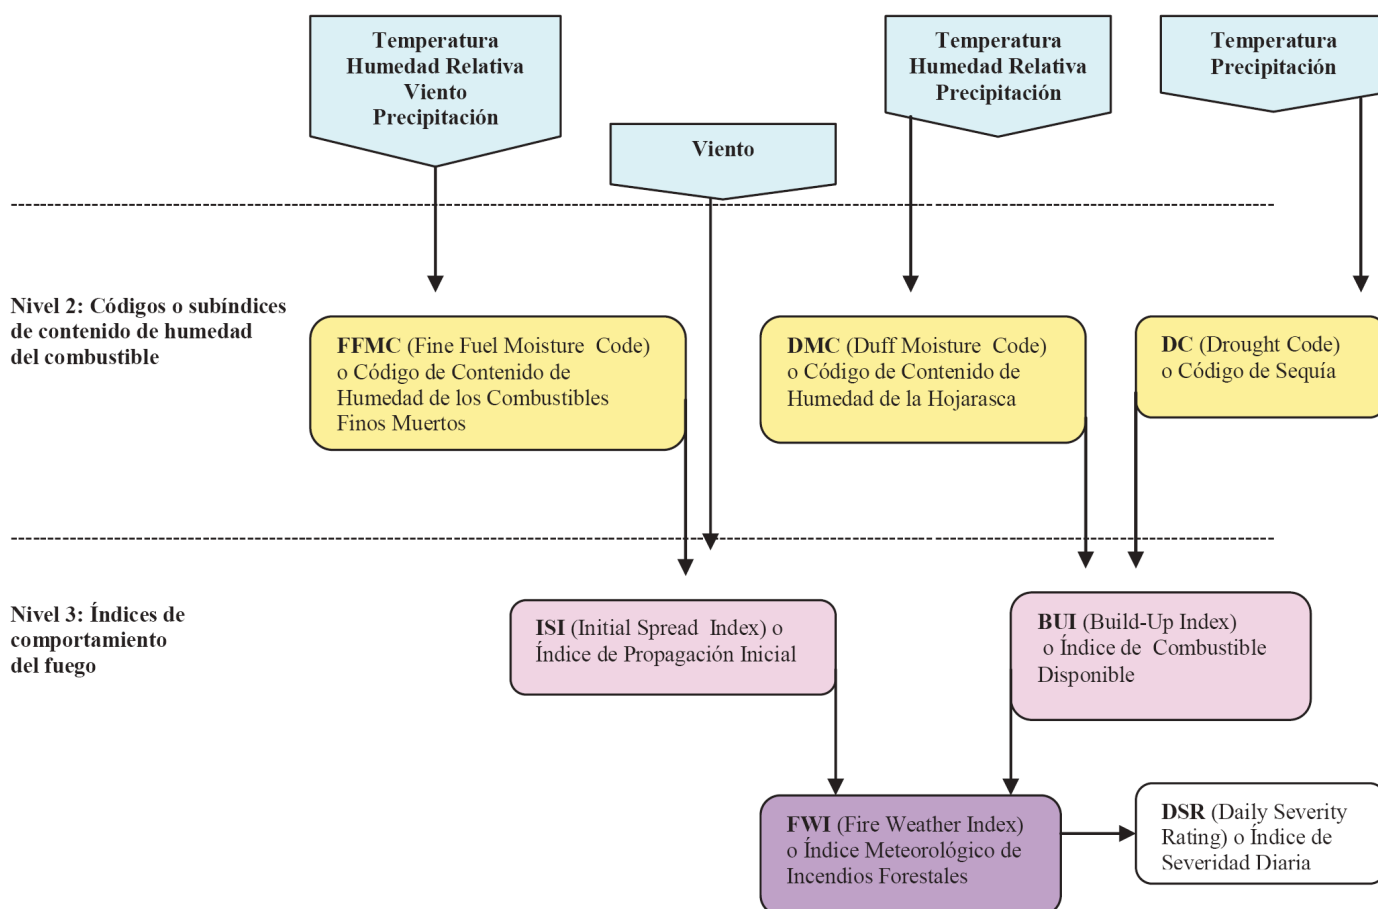 Temperatura
Humedad Relativa
Viento
Precipitación
Viento
Temperatura
Humedad Relativa
Precipitación
Temperatura
Precipitación
Nivel 2: Códigos o subíndices
de contenido de humedad
del combustible
FFMC (Fine Fuel Moisture Code)
o Código de Contenido de
Humedad de los Combustibles
Finos Muertos
DMC (Duff Moisture Code)
o Código de Contenido de
Humedad de la Hojarasca
DC (Drought Code)
o Código de Sequía
Nivel 3: Índices de
comportamiento
del fuego
ISI (Initial Spread Index) o
Índice de Propagación Inicial
BUI (Build-Up Index)
o Índice de Combustible
Disponible
FWI (Fire Weather Index)
o Índice Meteorológico de
Incendios Forestales
DSR (Daily Severity
Rating) o Índice de
Severidad Diaria